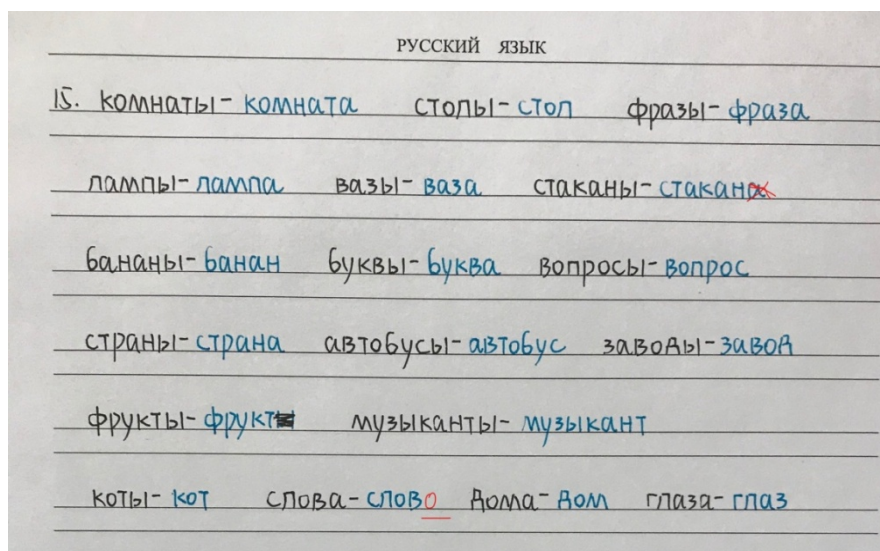 РУССКИЙ ЯЗЫК
15. комнаты- комната столы- стол фразы- фраза
лампы- лампа вазы- ваза стаканы- стакана
бананы- банан буквы- буква вопросы- вопрос
страны- страна автобусы- автобус заводы- завод
фрукты- фрукт музыканты- музыкант
коты- кот слова- слово дома- дом глаза- глаз